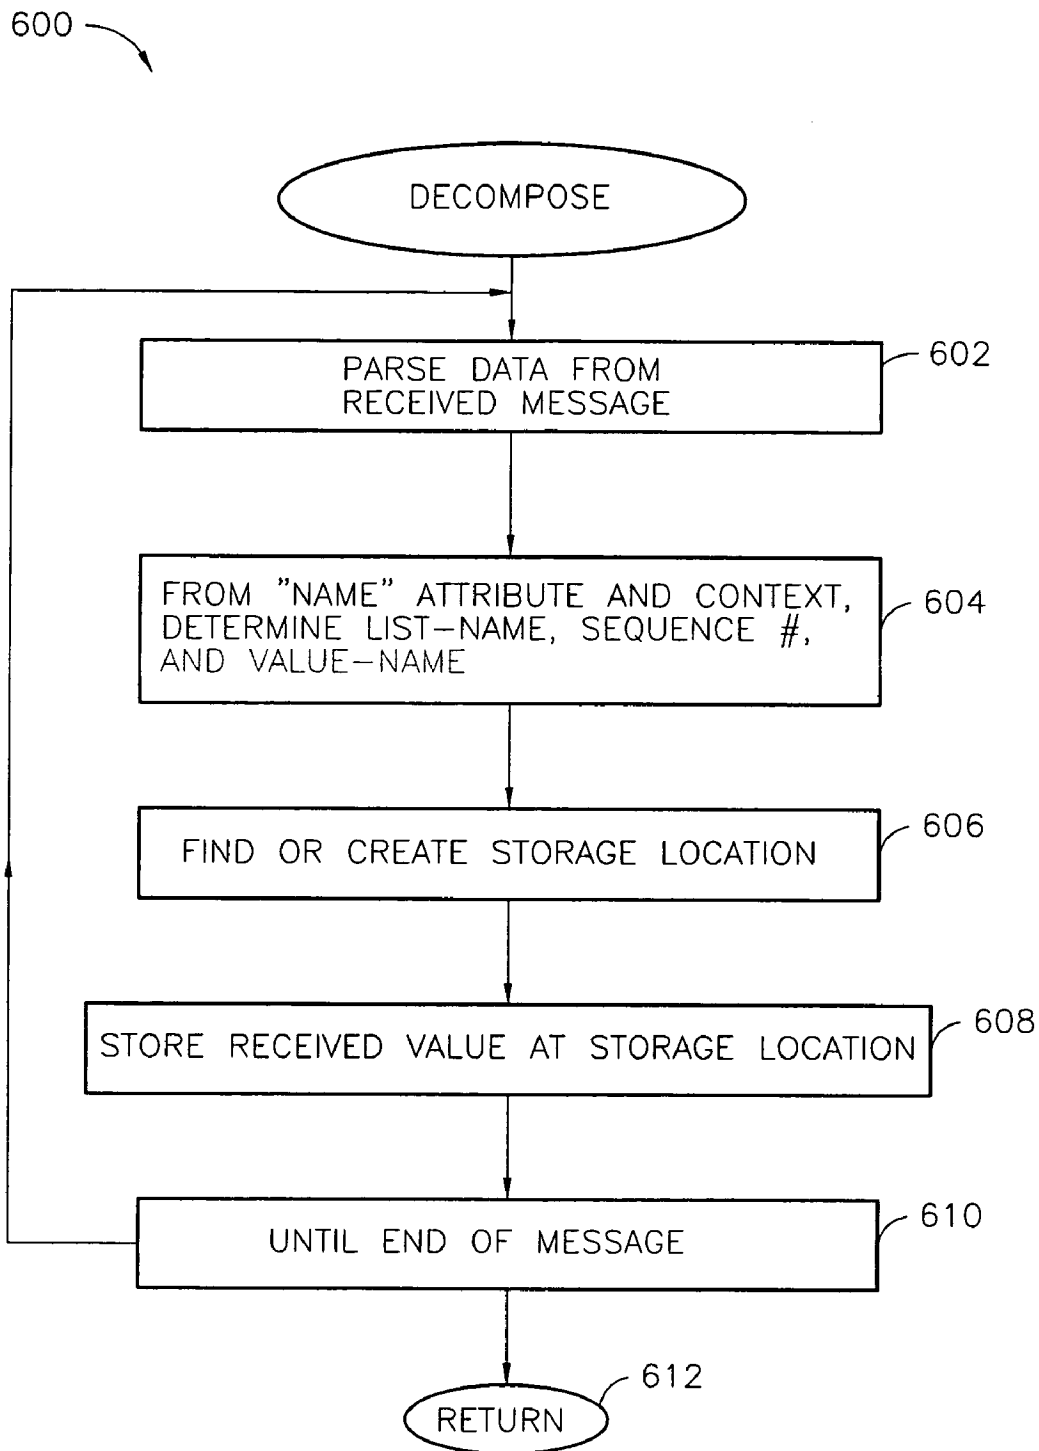 600
DECOMPOSE
PARSE DATA FROM
RECEIVED MESSAGE
602
FROM "NAME" ATTRIBUTE AND CONTEXT,
DETERMINE LIST-NAME, SEQUENCE #,
AND VALUE-NAME
604
FIND OR CREATE STORAGE LOCATION
606
STORE RECEIVED VALUE AT STORAGE LOCATION
608
UNTIL END OF MESSAGE
610
RETURN
612